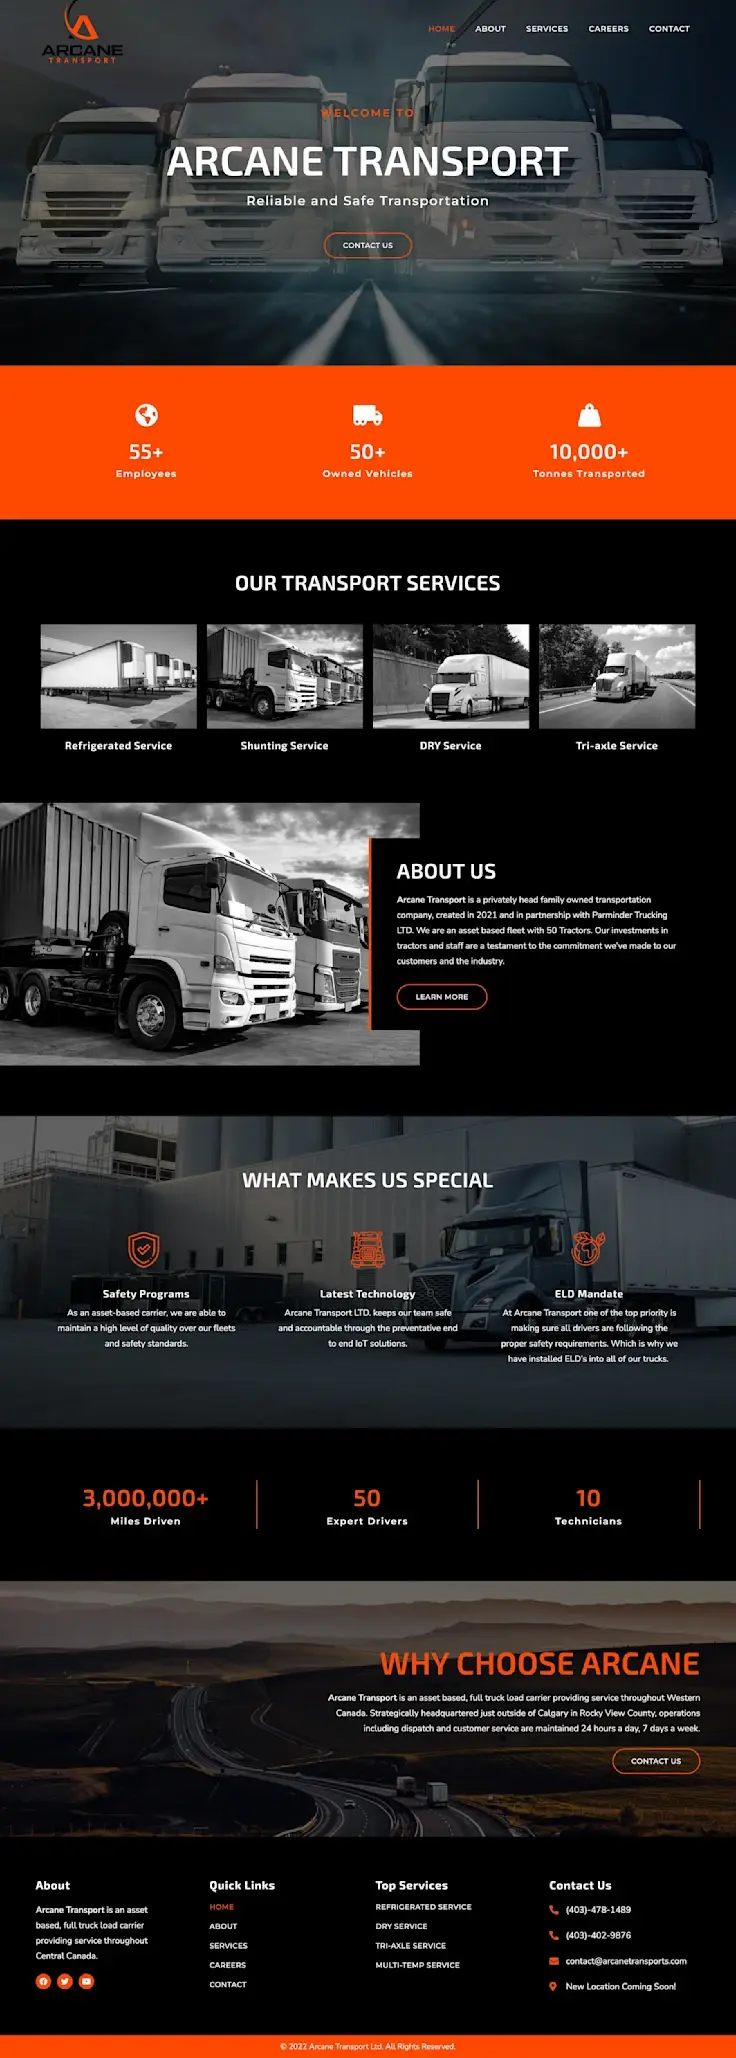 ARCANE
TRANSPORT
HOME ABOUT SERVICES CAREERS CONTACT
WELCOME TO
ARCANE TRANSPORT
Reliable and Safe Transportation
CONTACT US
55+
Employees
50+
Owned Vehicles
10,000+
Tonnes Transported
OUR TRANSPORT SERVICES
Refrigerated Service
Shunting Service
DRY Service
Tri-axle Service
ABOUT US
Arcane Transport is a privately head family owned transportation
company, created in 2021 and in partnership with Parminder Trucking
LTD. We are an asset based fleet with 50 Tractors. Our investments in
tractors and staff are a testament to the commitment we've made to our
customers and the industry.
LEARN MORE
WHAT MAKES US SPECIAL
Safety Programs
As an asset-based carrier, we are able to
maintain a high level of quality over our fleets
and safety standards.
Latest Technology
Arcane Transport LTD. keeps our team safe
and accountable through the preventative end
to end IoT solutions.
ELD Mandate
At Arcane Transport one of the top priority is
making sure all drivers are following the
proper safety requirements. Which is why we
have installed ELD's into all of our trucks.
3,000,000+
Miles Driven
50
Expert Drivers
10
Technicians
WHY CHOOSE ARCANE
Arcane Transport is an asset based, full truck load carrier providing service throughout Western
Canada. Strategically headquartered just outside of Calgary in Rocky View County, operations
including dispatch and customer service are maintained 24 hours a day, 7 days a week.
CONTACT US
About
Arcane Transport is an asset
based, full truck load carrier
providing service throughout
Central Canada.
Quick Links
HOME
ABOUT
SERVICES
CAREERS
CONTACT
Top Services
REFRIGERATED SERVICE
DRY SERVICE
TRI-AXLE SERVICE
MULTI-TEMP SERVICE
Contact Us
(403)-478-1489
(403)-402-9876
contact@arcanetransports.com
New Location Coming Soon!
© 2022 Arcane Transport Ltd. All Rights Reserved.